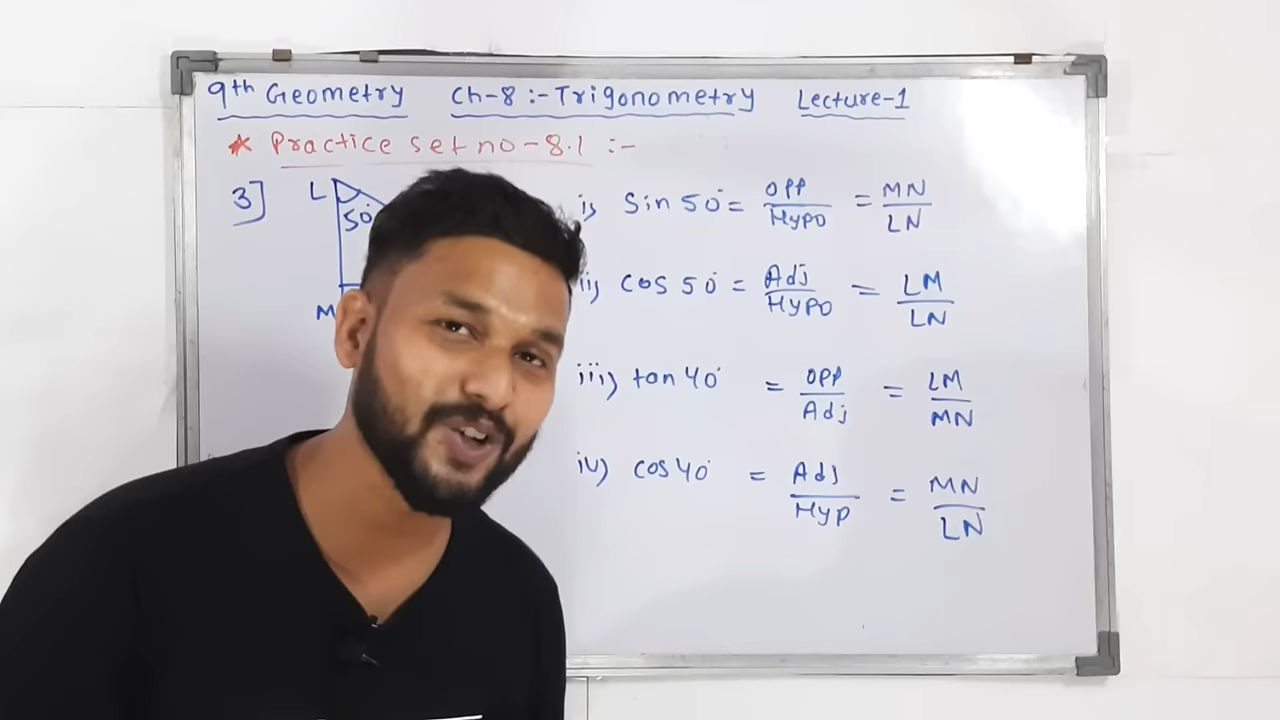 9th Geometry Ch-8 :- Trigonometry Lecture-1
* Practice set no - 8.1 :-
3] L 50° M
i) Sin 50° = opp/Hypo = MN/LN
ii) cos 50° = Adj/Hypo = LM/LN
iii) tan 40° = opp/Adj = LM/MN
iv) cos 40° = Adj/Hyp = MN/LN